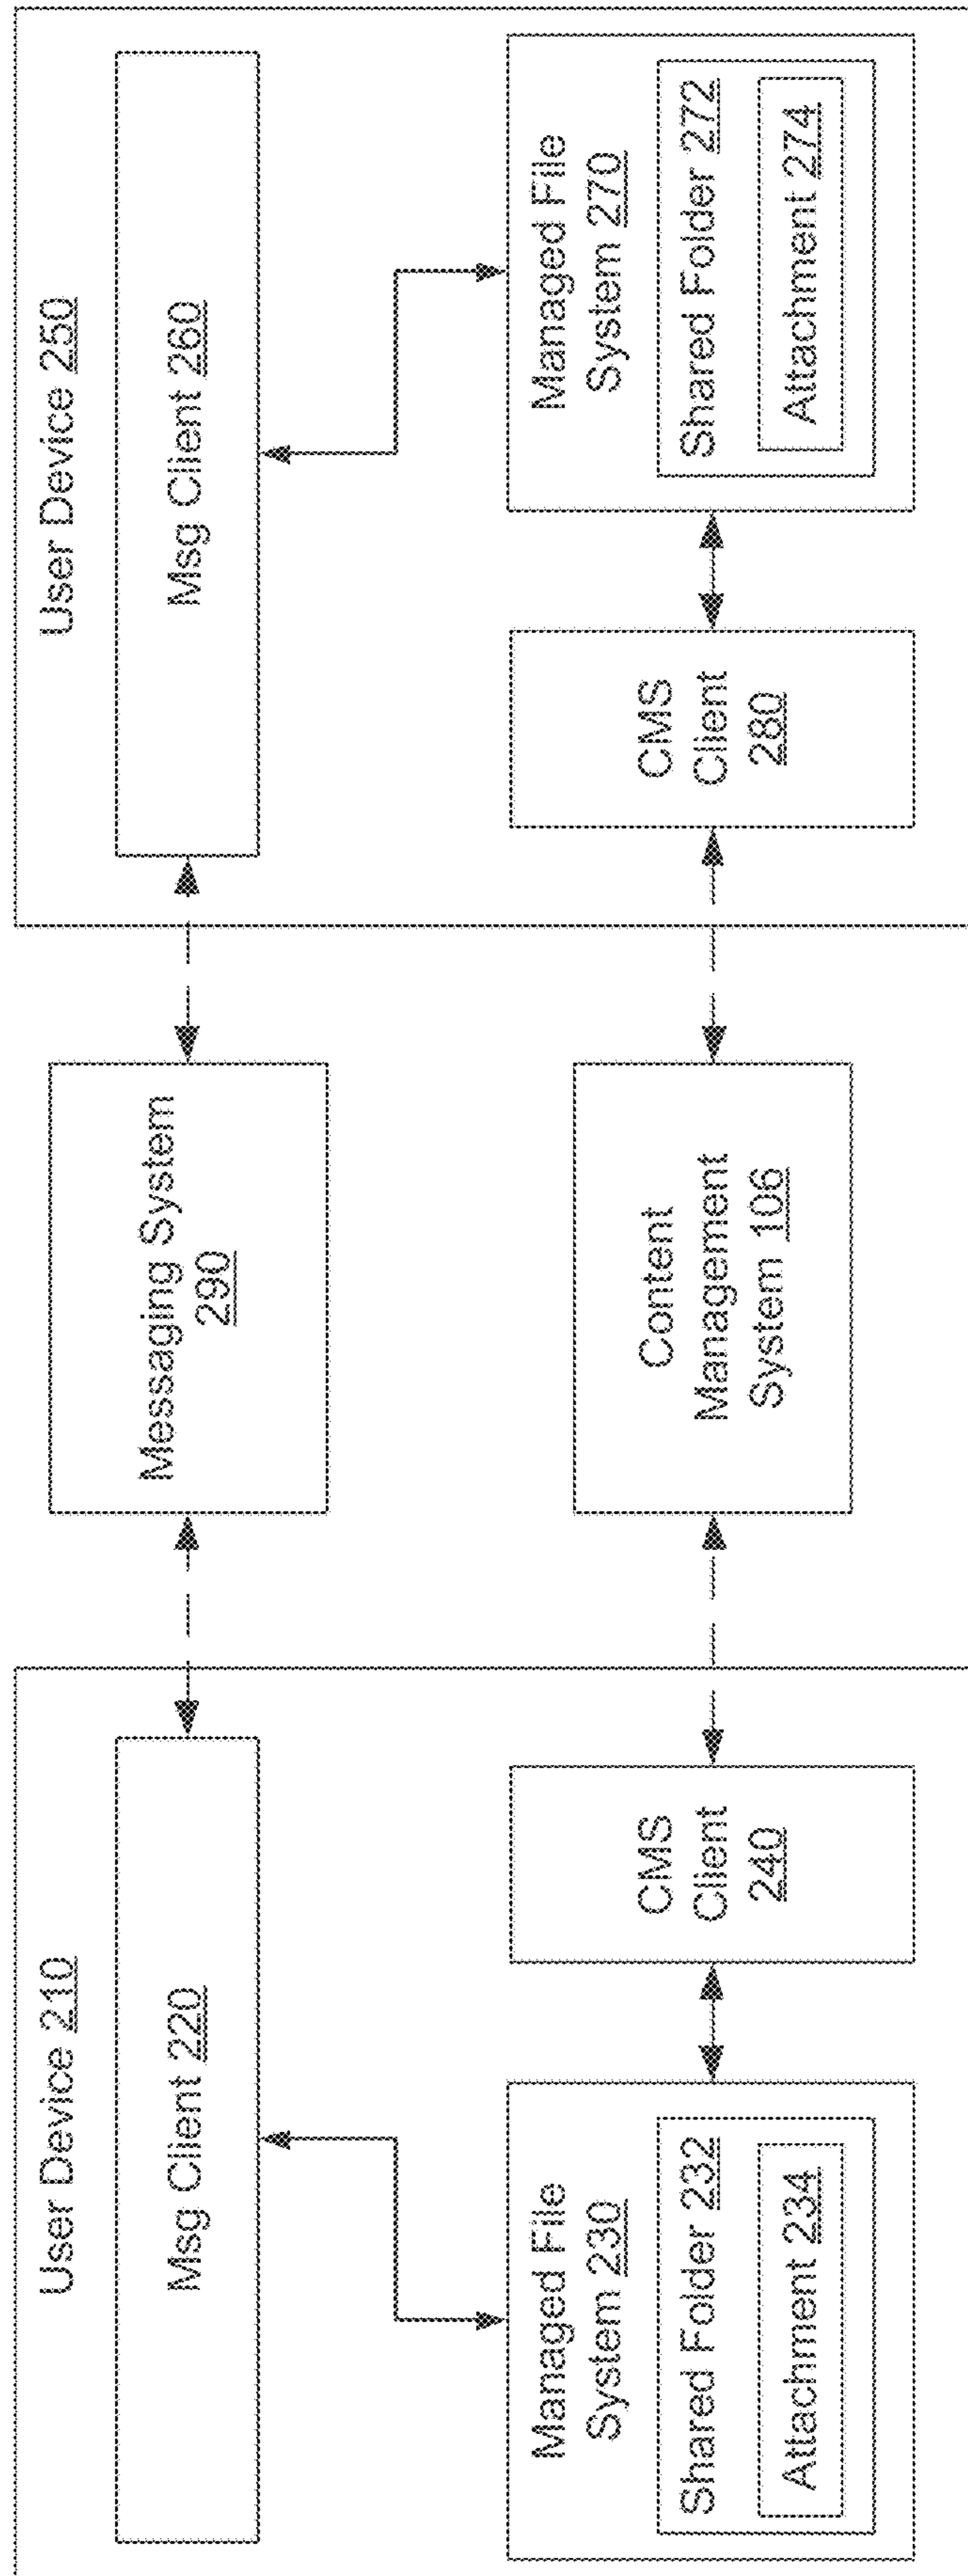 User Device 210
Msg Client 220
Managed File
System 230
Shared Folder 232
Attachment 234
CMS
Client
240
Messaging System
290
Content
Management
System 106
User Device 250
Msg Client 260
CMS
Client
280
Managed File
System 270
Shared Folder 272
Attachment 274